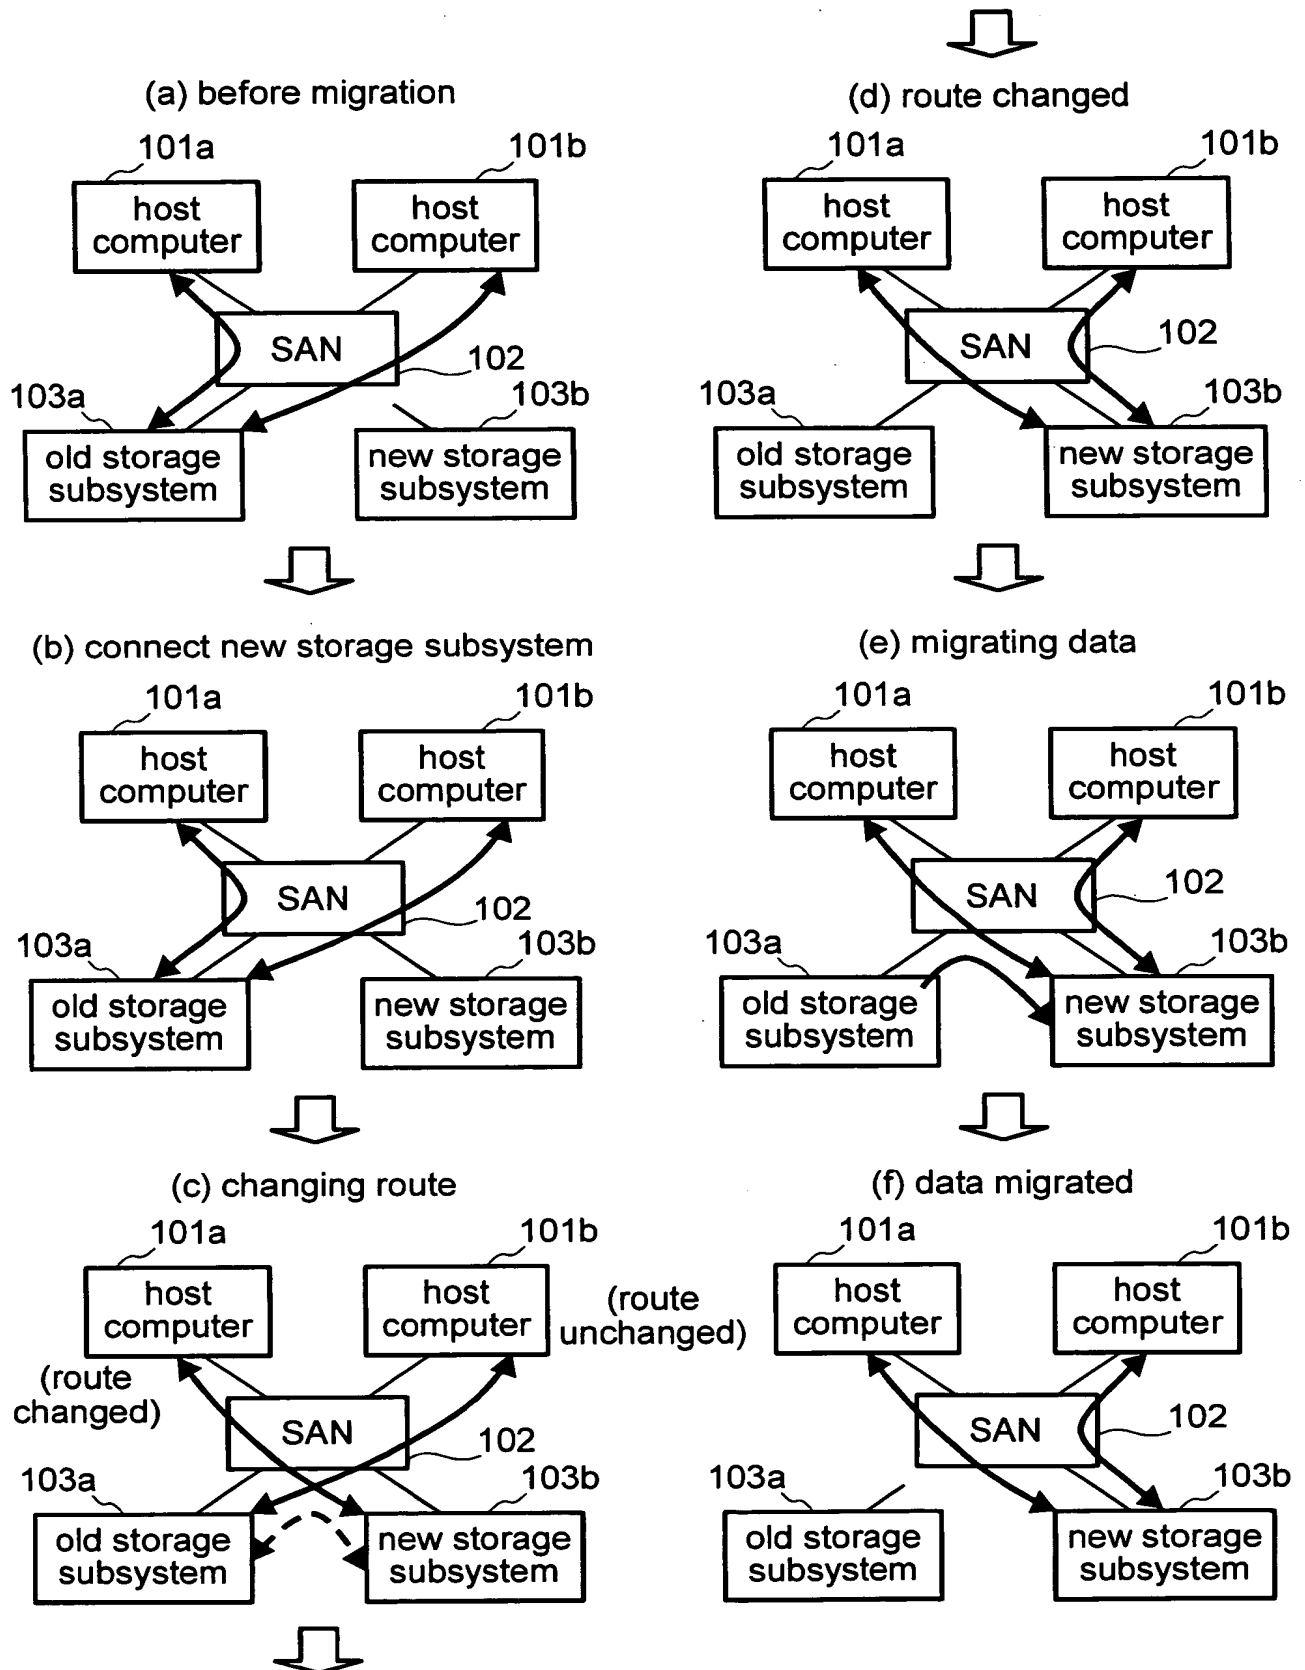 (a) before migration
101a
101b
host
computer
host
computer
SAN
102
103a
103b
old storage
subsystem
new storage
subsystem
(b) connect new storage subsystem
101a
101b
host
computer
host
computer
SAN
102
103a
103b
old storage
subsystem
new storage
subsystem
(c) changing route
101a
101b
host
computer
host
computer
(route
unchanged)
(route
changed)
SAN
102
103a
103b
old storage
subsystem
new storage
subsystem
(d) route changed
101a
101b
host
computer
host
computer
SAN
102
103a
103b
old storage
subsystem
new storage
subsystem
(e) migrating data
101a
101b
host
computer
host
computer
SAN
102
103a
103b
old storage
subsystem
new storage
subsystem
(f) data migrated
101a
101b
host
computer
host
computer
SAN
102
103a
103b
old storage
subsystem
new storage
subsystem